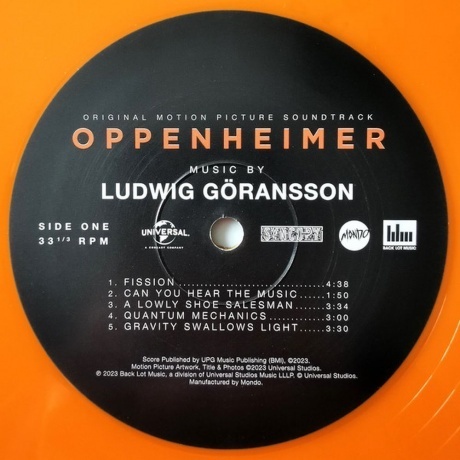 ORIGINAL MOTION PICTURE SOUNDTRACK
OPPENHEIMER
MUSIC BY
LUDWIG GÖRANSSON
SIDE ONE
33 1/3 RPM
UNIVERSAL
A COMCAST COMPANY
SYNCOPY
MONDO
BACK LOT MUSIC
1. FISSION........................4:38
2. CAN YOU HEAR THE MUSIC......1:50
3. A LOWLY SHOE SALESMAN.......3:34
4. QUANTUM MECHANICS...........3:00
5. GRAVITY SWALLOWS LIGHT......3:30
Score Published by UPG Music Publishing (BMI), ©2023.
Motion Picture Artwork, Title & Photos ©2023 Universal Studios.
℗ 2023 Back Lot Music, a division of Universal Studios Music LLLP. © Universal Studios.
Manufactured by Mondo.